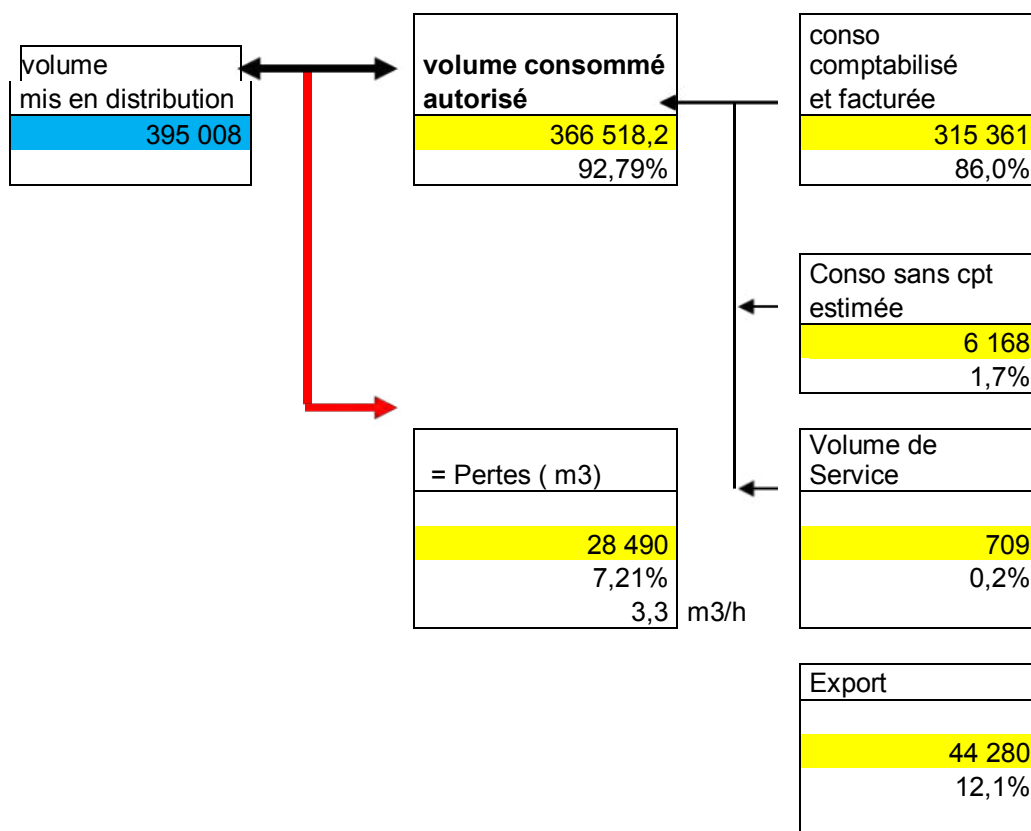 volume
mis en distribution
395 008
volume consommé
autorisé
366 518,2
92,79%
conso
comptabilisé
et facturée
315 361
86,0%
Conso sans cpt
estimée
6 168
1,7%
= Pertes ( m3)
28 490
7,21%
3,3 m3/h
Volume de
Service
709
0,2%
Export
44 280
12,1%